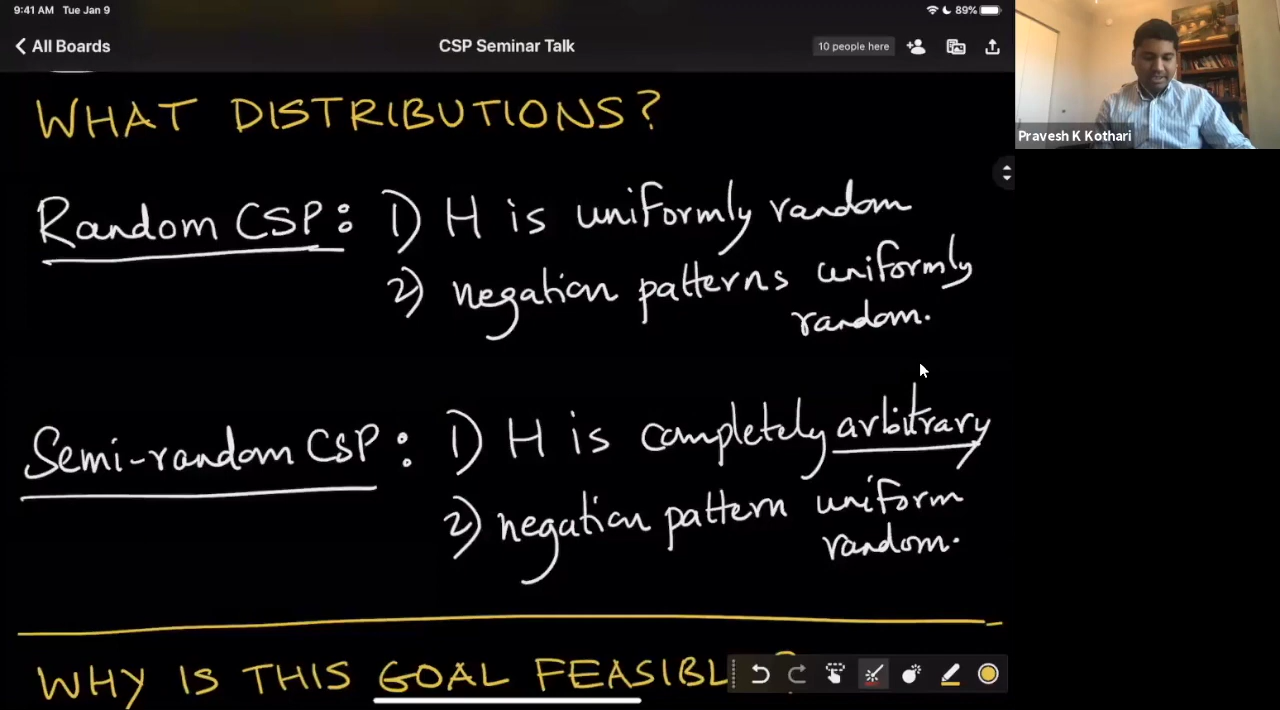 9:41 AM Tue Jan 9
89%
All Boards
CSP Seminar Talk
10 people here
Pravesh K Kothari
WHAT DISTRIBUTIONS?
Random CSP: 1) H is uniformly random
2) negation patterns uniformly
random.
Semi-random CSP: 1) H is completely arbitrary
2) negation pattern uniform
random.
WHY IS THIS GOAL FEASIBLE?